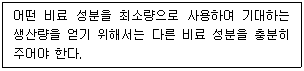 어떤 비료 성분을 최소량으로 사용하여 기대하는
생산량을 얻기 위해서는 다른 비료 성분을 충분히
주어야 한다.